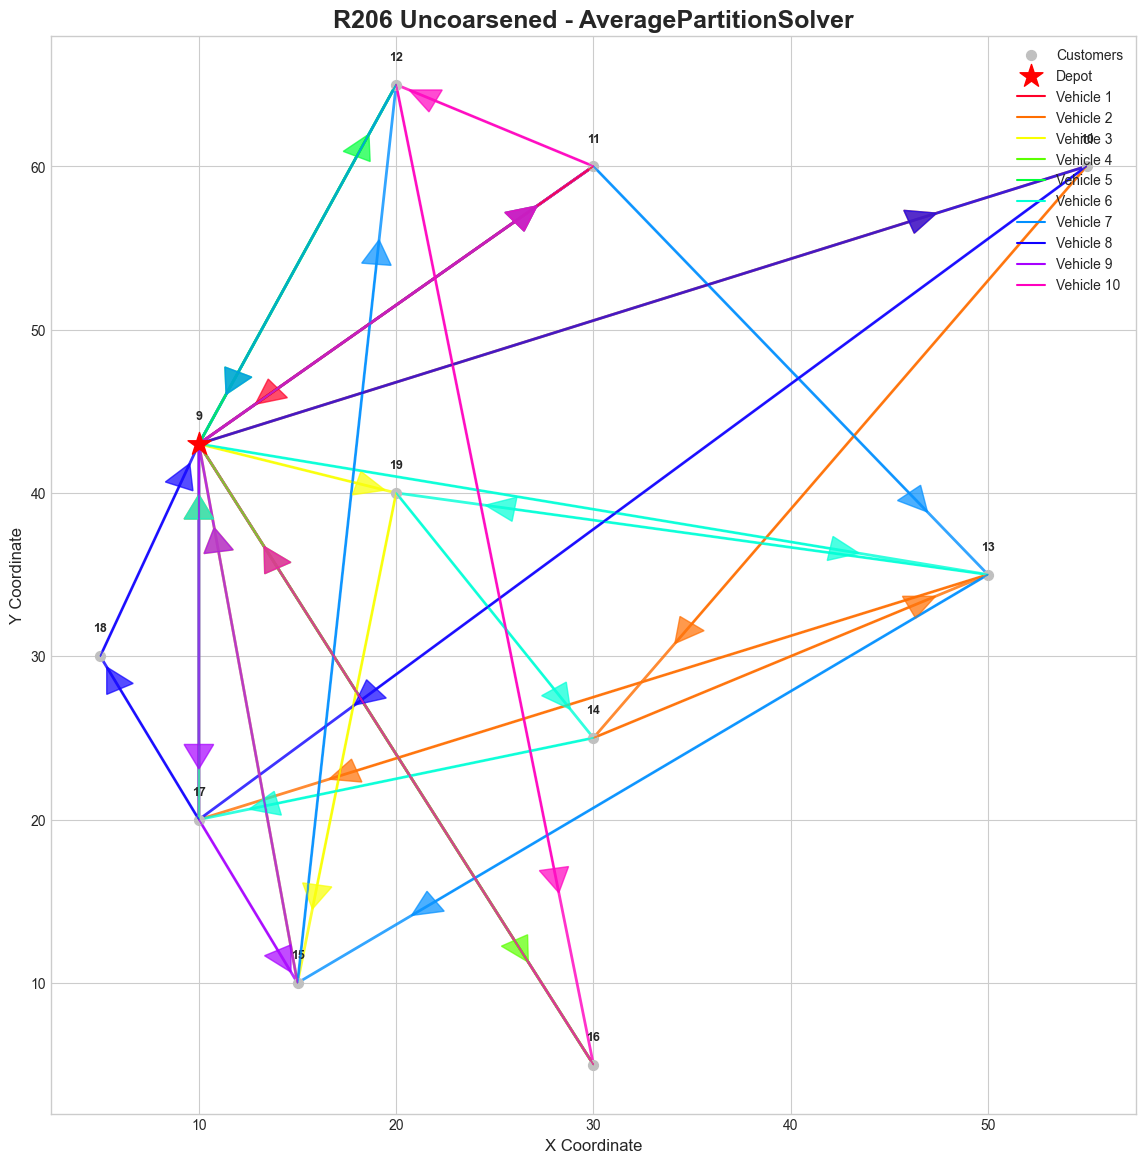 R206 Uncoarsened - AveragePartitionSolver
Customers
Depot
Vehicle 1
Vehicle 2
Vehicle 3
Vehicle 4
Vehicle 5
Vehicle 6
Vehicle 7
Vehicle 8
Vehicle 9
Vehicle 10
12
11
10
9
19
13
18
14
17
15
16
60
50
40
30
20
10
Y Coordinate
10
20
30
40
50
X Coordinate